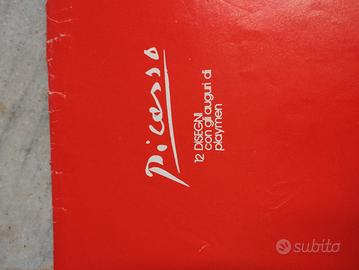 Picasso
12 DISEGNI
con gli auguri di
playmen
subito